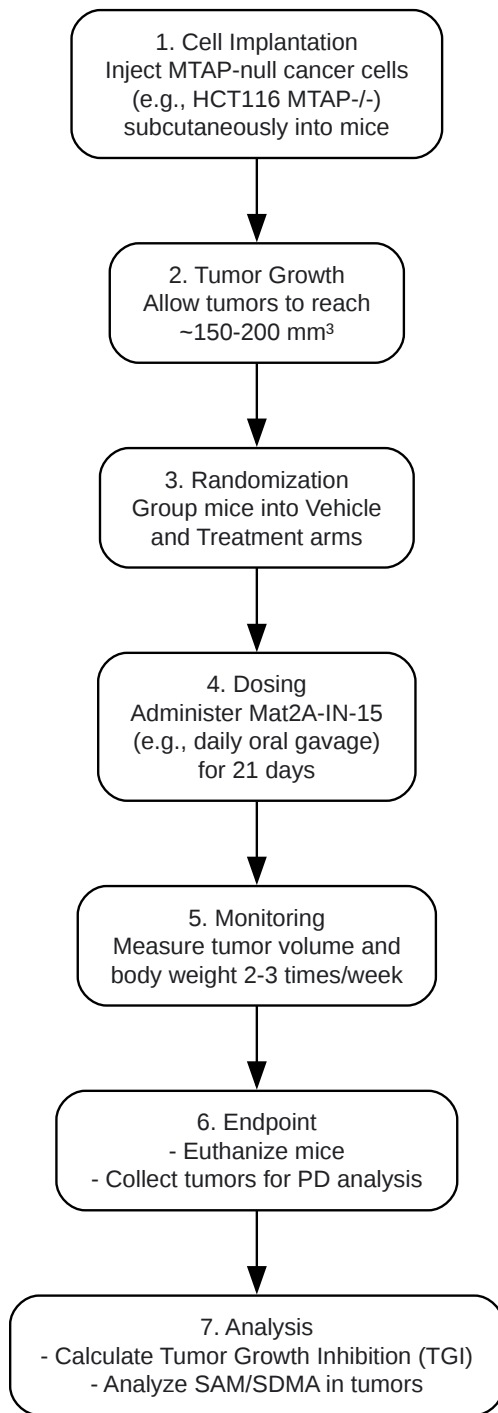 1. Cell Implantation
Inject MTAP-null cancer cells
(e.g., HCT116 MTAP-/-)
subcutaneously into mice
2. Tumor Growth
Allow tumors to reach
~150-200 mm³
3. Randomization
Group mice into Vehicle
and Treatment arms
4. Dosing
Administer Mat2A-IN-15
(e.g., daily oral gavage)
for 21 days
5. Monitoring
Measure tumor volume and
body weight 2-3 times/week
6. Endpoint
- Euthanize mice
- Collect tumors for PD analysis
7. Analysis
- Calculate Tumor Growth Inhibition (TGI)
- Analyze SAM/SDMA in tumors